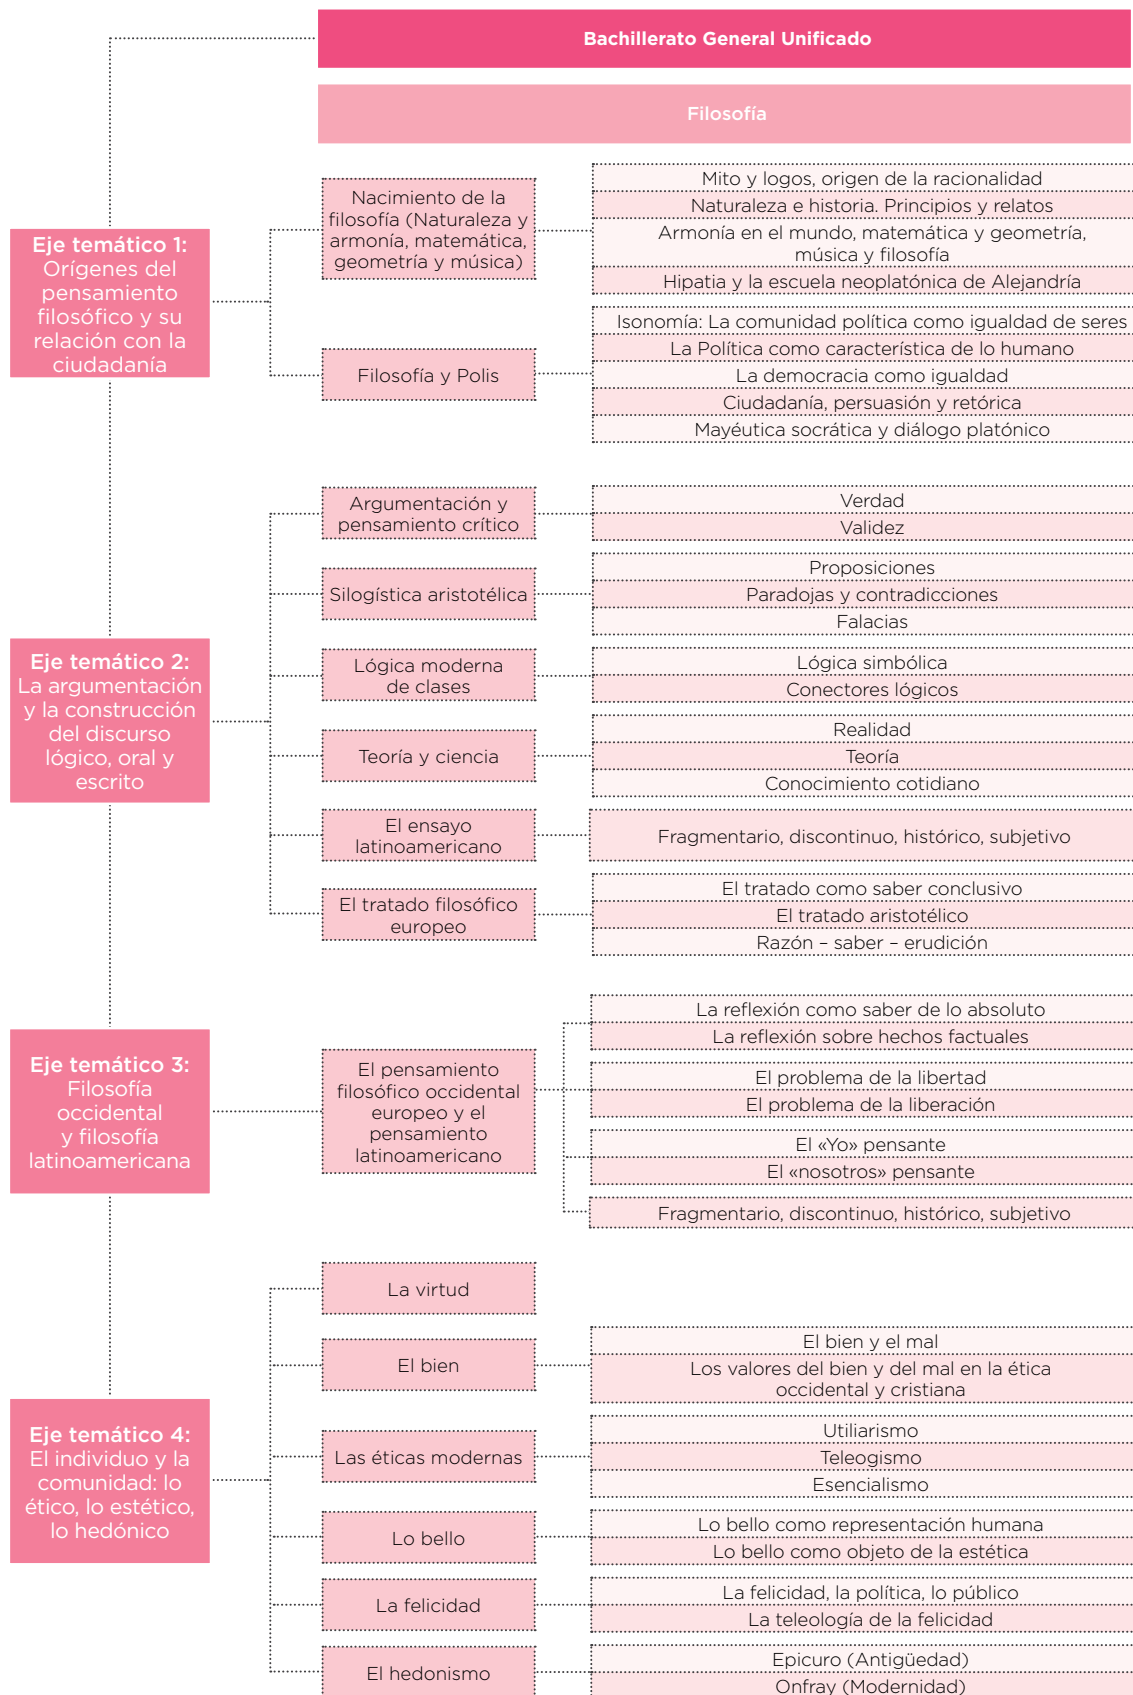 Bachillerato General Unificado
Filosofía
Eje temático 1:
Orígenes del
pensamiento
filosófico y su
relación con la
ciudadanía
Nacimiento de la
filosofía (Naturaleza y
armonía, matemática,
geometría y música)
Mito y logos, origen de la racionalidad
Naturaleza e historia. Principios y relatos
Armonía en el mundo, matemática y geometría,
música y filosofía
Hipatia y la escuela neoplatónica de Alejandría
Filosofía y Polis
Isonomía: La comunidad política como igualdad de seres
La Política como característica de lo humano
La democracia como igualdad
Ciudadanía, persuasión y retórica
Mayéutica socrática y diálogo platónico
Eje temático 2:
La argumentación
y la construcción
del discurso
lógico, oral y
escrito
Argumentación y
pensamiento crítico
Verdad
Validez
Silogística aristotélica
Proposiciones
Paradojas y contradicciones
Falacias
Lógica moderna
de clases
Lógica simbólica
Conectores lógicos
Teoría y ciencia
Realidad
Teoría
Conocimiento cotidiano
El ensayo
latinoamericano
Fragmentario, discontinuo, histórico, subjetivo
El tratado filosófico
europeo
El tratado como saber conclusivo
El tratado aristotélico
Razón – saber – erudición
Eje temático 3:
Filosofía
occidental
y filosofía
latinoamericana
El pensamiento
filosófico occidental
europeo y el
pensamiento
latinoamericano
La reflexión como saber de lo absoluto
La reflexión sobre hechos factuales
El problema de la libertad
El problema de la liberación
El «Yo» pensante
El «nosotros» pensante
Fragmentario, discontinuo, histórico, subjetivo
Eje temático 4:
El individuo y la
comunidad: lo
ético, lo estético,
lo hedónico
La virtud
El bien
El bien y el mal
Los valores del bien y del mal en la ética
occidental y cristiana
Las éticas modernas
Utiliarismo
Teleogismo
Esencialismo
Lo bello
Lo bello como representación humana
Lo bello como objeto de la estética
La felicidad
La felicidad, la política, lo público
La teleología de la felicidad
El hedonismo
Epicuro (Antigüedad)
Onfray (Modernidad)